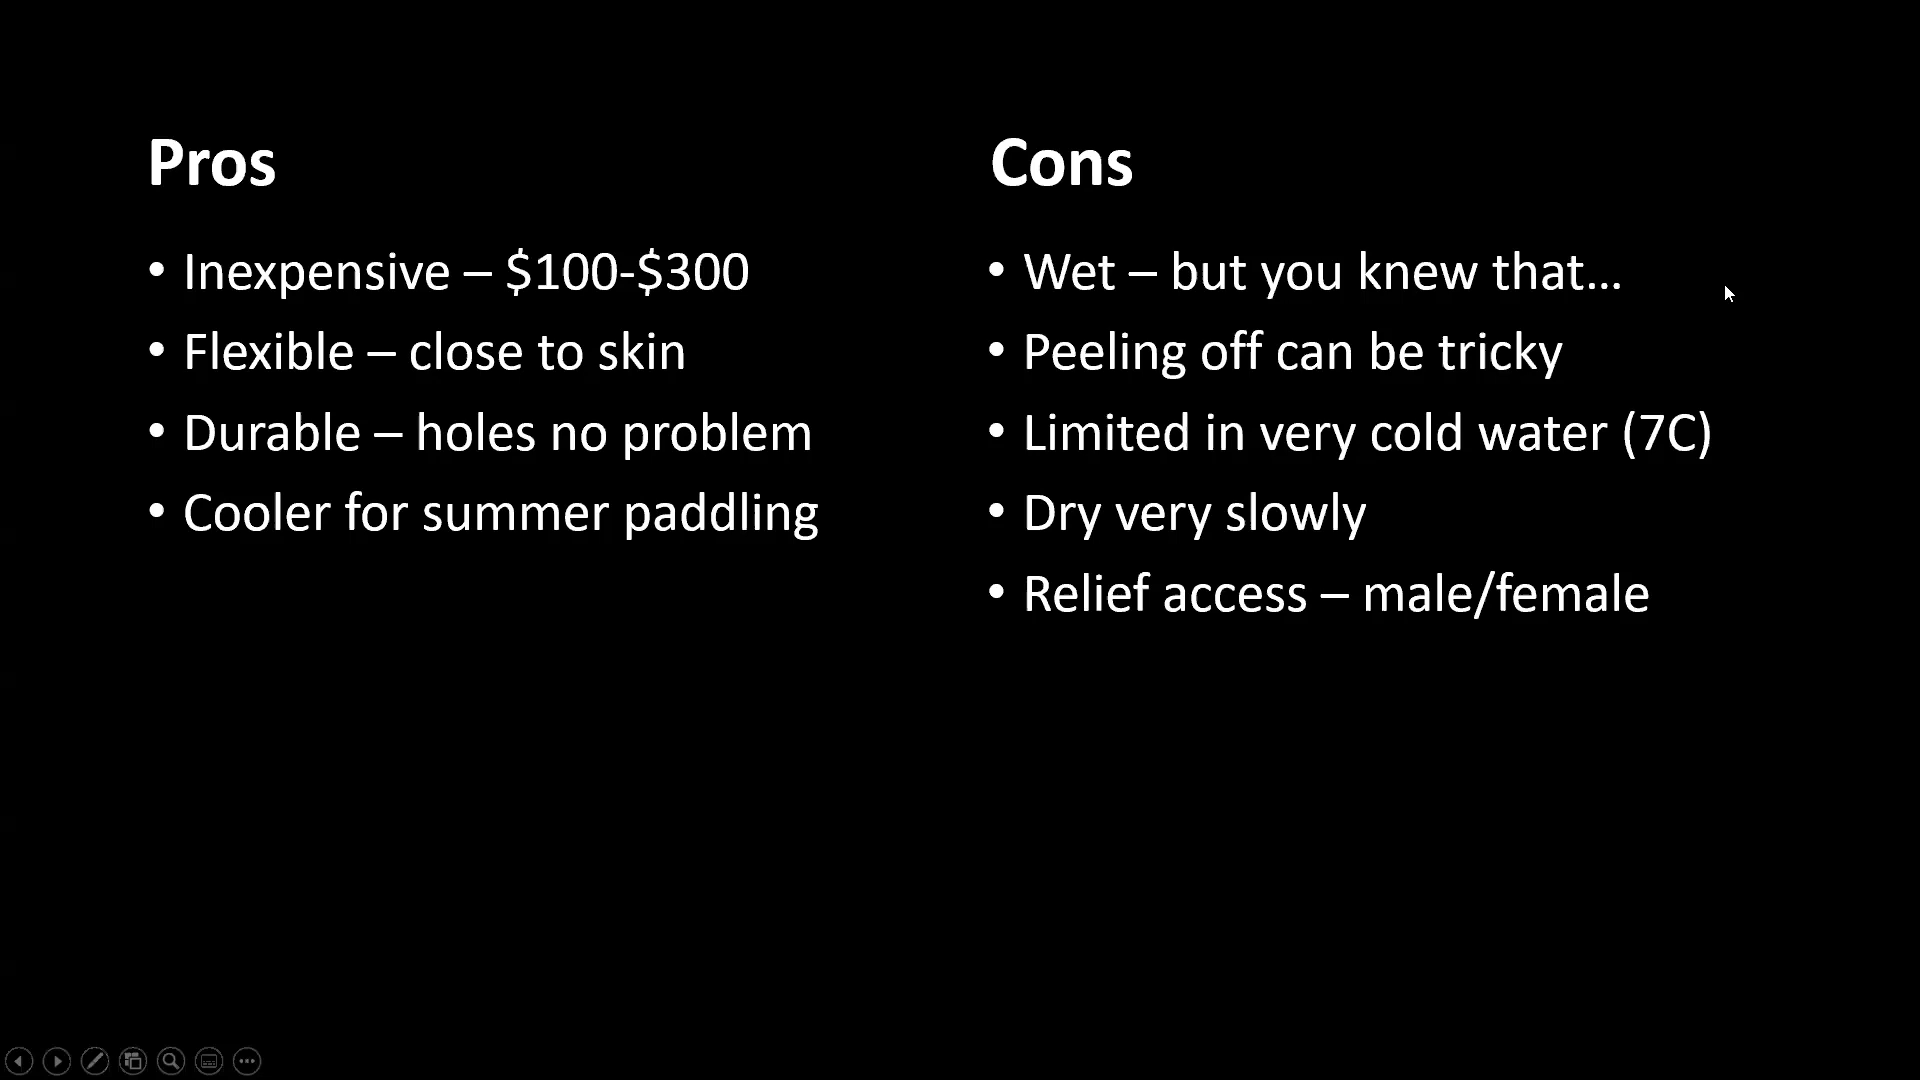 Pros
• Inexpensive – $100-$300
• Flexible – close to skin
• Durable – holes no problem
• Cooler for summer paddling
Cons
• Wet – but you knew that...
• Peeling off can be tricky
• Limited in very cold water (7C)
• Dry very slowly
• Relief access – male/female